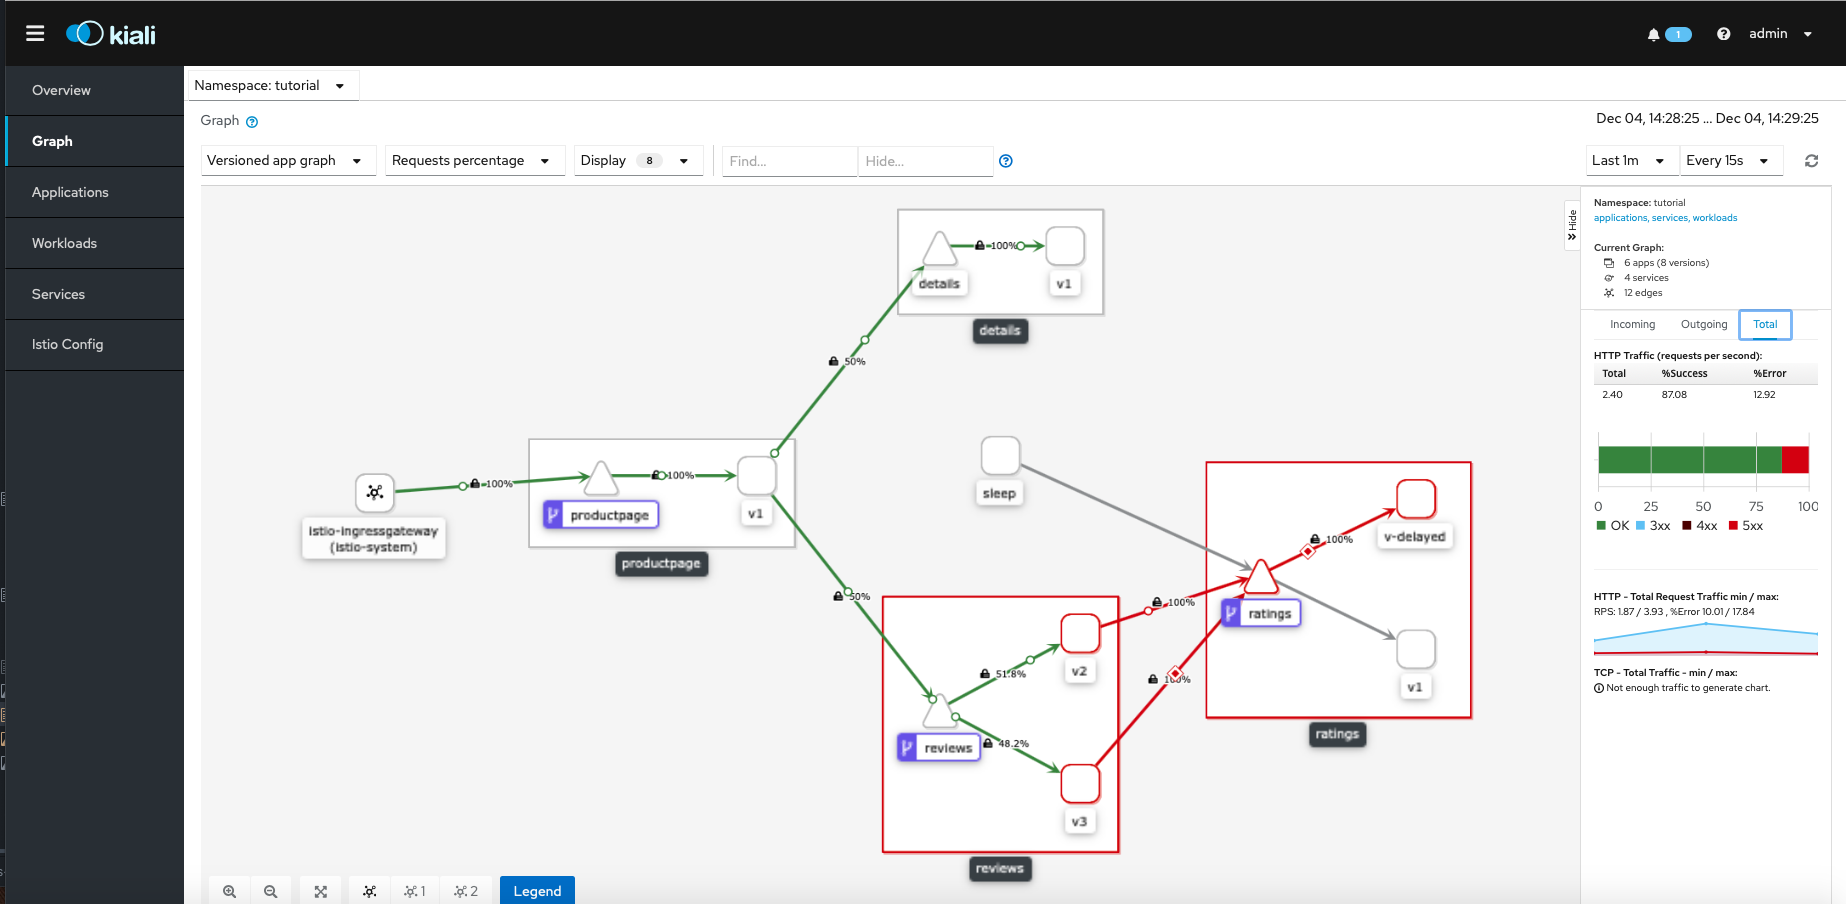 kiali
1
admin
Overview
Graph
Applications
Workloads
Services
Istio Config
Namespace: tutorial
Graph
Dec 04, 14:28:25 ... Dec 04, 14:29:25
Versioned app graph
Requests percentage
Display 8
Find...
Hide...
Last 1m
Every 15s
details
100%
v1
details
50%
istio-ingressgateway
(istio-system)
100%
productpage
100%
v1
productpage
50%
sleep
reviews
51.8%
48.2%
v2
v3
reviews
100%
100%
ratings
100%
v-delayed
v1
ratings
1
2
Legend
Hide
Namespace: tutorial
applications, services, workloads
Current Graph:
6 apps (8 versions)
4 services
12 edges
Incoming Outgoing Total
HTTP Traffic (requests per second):
Total %Success %Error
2.40 87.08 12.92
0 25 50 75 100
OK 3xx 4xx 5xx
HTTP - Total Request Traffic min / max:
RPS: 1.87 / 3.93 , %Error 10.01 / 17.84
TCP - Total Traffic - min / max:
Not enough traffic to generate chart.